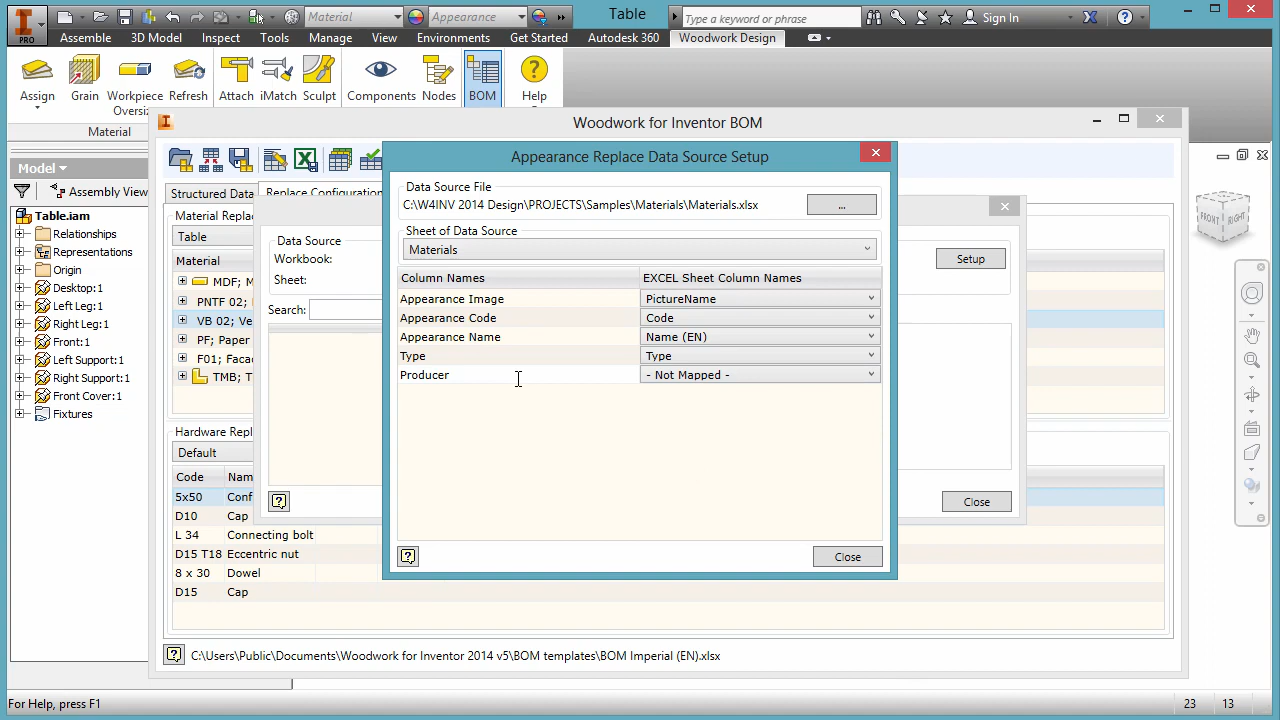 I
PRO
Material
Appearance
Table
Type a keyword or phrase
Sign In
Assemble
3D Model
Inspect
Tools
Manage
View
Environments
Get Started
Autodesk 360
Woodwork Design
Assign
Grain
Workpiece
Oversiz
Refresh
Attach
iMatch
Sculpt
Components
Nodes
BOM
Help
Material
Woodwork for Inventor BOM
Model
Assembly View
Table.iam
Relationships
Representations
Origin
Desktop:1
Left Leg:1
Right Leg:1
Front:1
Left Support:1
Right Support:1
Front Cover:1
Fixtures
Structured Data
Replace Configuration
Material Replac
Table
Material
MDF; M
PNTF 02;
VB 02; Ve
PF; Paper
F01; Facad
TMB; TM
Hardware Repl
Default
Code
Nam
5x50
Conf
D10
Cap
L 34
Connecting bolt
D15 T18
Eccentric nut
8 x 30
Dowel
D15
Cap
Data Source
Workbook:
Sheet:
Search:
Setup
Close
Appearance Replace Data Source Setup
Data Source File
C:\W4INV 2014 Design\PROJECTS\Samples\Materials\Materials.xlsx
...
Sheet of Data Source
Materials
Column Names
EXCEL Sheet Column Names
Appearance Image
PictureName
Appearance Code
Code
Appearance Name
Name (EN)
Type
Type
Producer
- Not Mapped -
Close
C:\Users\Public\Documents\Woodwork for Inventor 2014 v5\BOM templates\BOM Imperial (EN).xlsx
FRONT
RIGHT
For Help, press F1
23
13